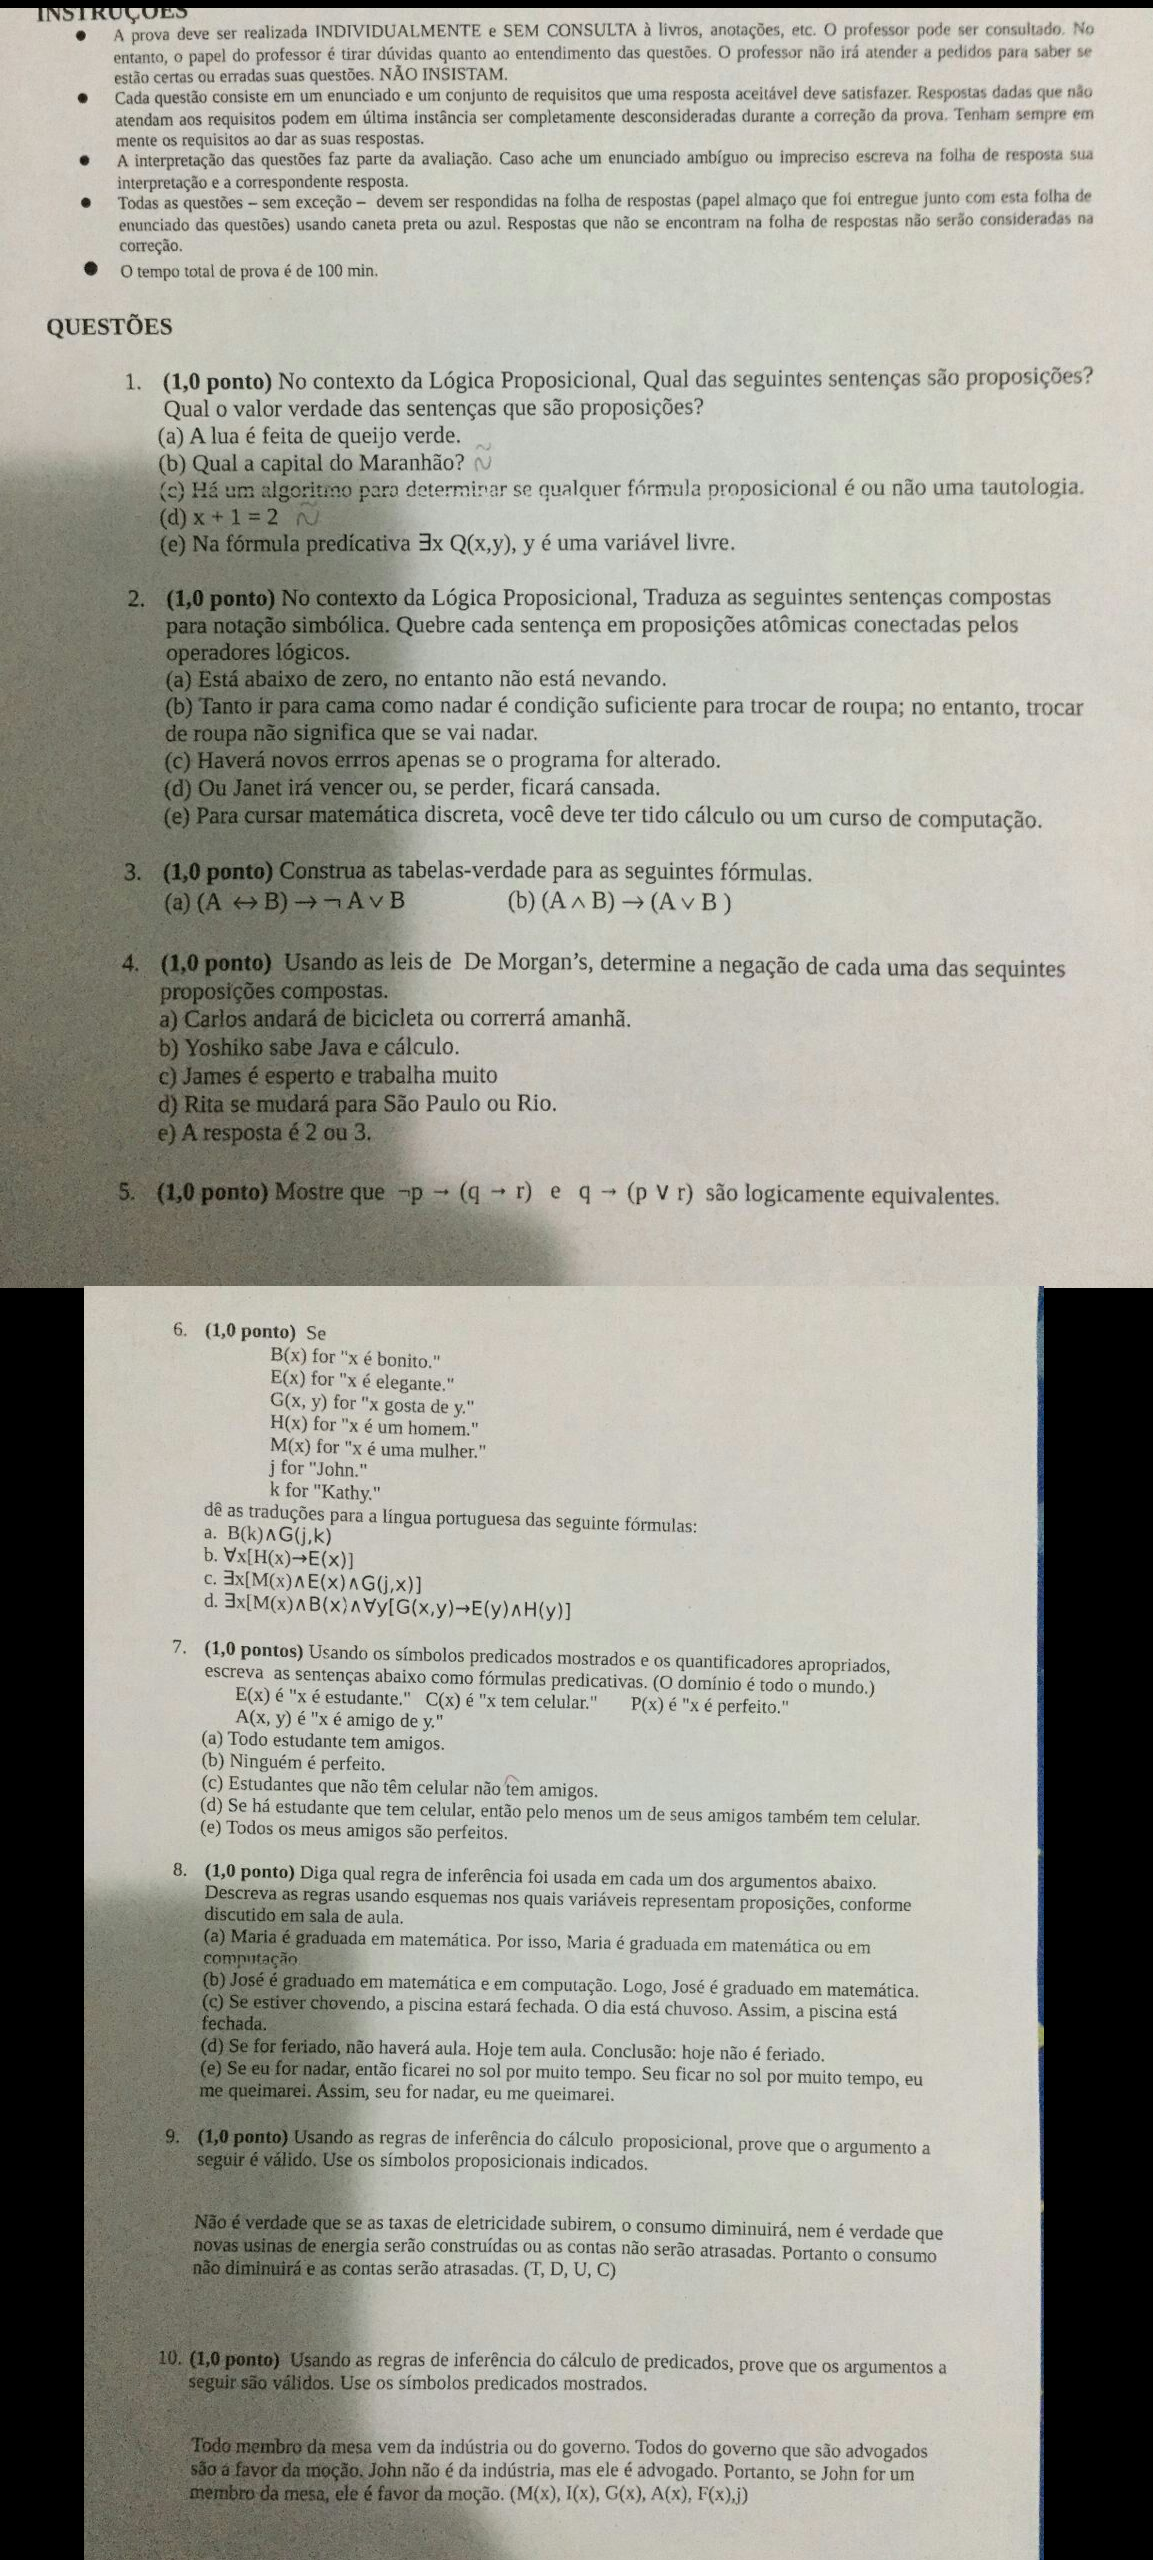 INSTRUÇÕES
● A prova deve ser realizada INDIVIDUALMENTE e SEM CONSULTA à livros, anotações, etc. O professor pode ser consultado. No
entanto, o papel do professor é tirar dúvidas quanto ao entendimento das questões. O professor não irá atender a pedidos para saber se
estão certas ou erradas suas questões. NÃO INSISTAM.
● Cada questão consiste em um enunciado e um conjunto de requisitos que uma resposta aceitável deve satisfazer. Respostas dadas que não
atendam aos requisitos podem em última instância ser completamente desconsideradas durante a correção da prova. Tenham sempre em
mente os requisitos ao dar as suas respostas.
● A interpretação das questões faz parte da avaliação. Caso ache um enunciado ambíguo ou impreciso escreva na folha de resposta sua
interpretação e a correspondente resposta.
● Todas as questões – sem exceção – devem ser respondidas na folha de respostas (papel almaço que foi entregue junto com esta folha de
enunciado das questões) usando caneta preta ou azul. Respostas que não se encontram na folha de respostas não serão consideradas na
correção.
● O tempo total de prova é de 100 min.
QUESTÕES
1. (1,0 ponto) No contexto da Lógica Proposicional, Qual das seguintes sentenças são proposições?
Qual o valor verdade das sentenças que são proposições?
(a) A lua é feita de queijo verde.
(b) Qual a capital do Maranhão?
(c) Há um algoritmo para determinar se qualquer fórmula proposicional é ou não uma tautologia.
(d) x + 1 = 2
(e) Na fórmula predicativa ∃x Q(x,y), y é uma variável livre.
2. (1,0 ponto) No contexto da Lógica Proposicional, Traduza as seguintes sentenças compostas
para notação simbólica. Quebre cada sentença em proposições atômicas conectadas pelos
operadores lógicos.
(a) Está abaixo de zero, no entanto não está nevando.
(b) Tanto ir para cama como nadar é condição suficiente para trocar de roupa; no entanto, trocar
de roupa não significa que se vai nadar.
(c) Haverá novos errros apenas se o programa for alterado.
(d) Ou Janet irá vencer ou, se perder, ficará cansada.
(e) Para cursar matemática discreta, você deve ter tido cálculo ou um curso de computação.
3. (1,0 ponto) Construa as tabelas-verdade para as seguintes fórmulas.
(a) (A ↔ B) → ¬ A ∨ B (b) (A ∧ B) → (A ∨ B )
4. (1,0 ponto) Usando as leis de De Morgan's, determine a negação de cada uma das sequintes
proposições compostas.
a) Carlos andará de bicicleta ou correrrá amanhã.
b) Yoshiko sabe Java e cálculo.
c) James é esperto e trabalha muito
d) Rita se mudará para São Paulo ou Rio.
e) A resposta é 2 ou 3.
5. (1,0 ponto) Mostre que ¬p → (q → r) e q → (p ∨ r) são logicamente equivalentes.
6. (1,0 ponto) Se
B(x) for "x é bonito."
E(x) for "x é elegante."
G(x, y) for "x gosta de y."
H(x) for "x é um homem."
M(x) for "x é uma mulher."
j for "John."
k for "Kathy."
dê as traduções para a língua portuguesa das seguinte fórmulas:
a. B(k)∧G(j,k)
b. ∀x[H(x)→E(x)]
c. ∃x[M(x)∧E(x)∧G(j,x)]
d. ∃x[M(x)∧B(x)∧∀y[G(x,y)→E(y)∧H(y)]
7. (1,0 pontos) Usando os símbolos predicados mostrados e os quantificadores apropriados,
escreva as sentenças abaixo como fórmulas predicativas. (O domínio é todo o mundo.)
E(x) é "x é estudante." C(x) é "x tem celular." P(x) é "x é perfeito."
A(x, y) é "x é amigo de y."
(a) Todo estudante tem amigos.
(b) Ninguém é perfeito.
(c) Estudantes que não têm celular não tem amigos.
(d) Se há estudante que tem celular, então pelo menos um de seus amigos também tem celular.
(e) Todos os meus amigos são perfeitos.
8. (1,0 ponto) Diga qual regra de inferência foi usada em cada um dos argumentos abaixo.
Descreva as regras usando esquemas nos quais variáveis representam proposições, conforme
discutido em sala de aula.
(a) Maria é graduada em matemática. Por isso, Maria é graduada em matemática ou em
computação
(b) José é graduado em matemática e em computação. Logo, José é graduado em matemática.
(c) Se estiver chovendo, a piscina estará fechada. O dia está chuvoso. Assim, a piscina está
fechada.
(d) Se for feriado, não haverá aula. Hoje tem aula. Conclusão: hoje não é feriado.
(e) Se eu for nadar, então ficarei no sol por muito tempo. Seu ficar no sol por muito tempo, eu
me queimarei. Assim, seu for nadar, eu me queimarei.
9. (1,0 ponto) Usando as regras de inferência do cálculo proposicional, prove que o argumento a
seguir é válido. Use os símbolos proposicionais indicados.
Não é verdade que se as taxas de eletricidade subirem, o consumo diminuirá, nem é verdade que
novas usinas de energia serão construídas ou as contas não serão atrasadas. Portanto o consumo
não diminuirá e as contas serão atrasadas. (T, D, U, C)
10. (1,0 ponto) Usando as regras de inferência do cálculo de predicados, prove que os argumentos a
seguir são válidos. Use os símbolos predicados mostrados.
Todo membro da mesa vem da indústria ou do governo. Todos do governo que são advogados
são a favor da moção. John não é da indústria, mas ele é advogado. Portanto, se John for um
membro da mesa, ele é favor da moção. (M(x), I(x), G(x), A(x), F(x),j)